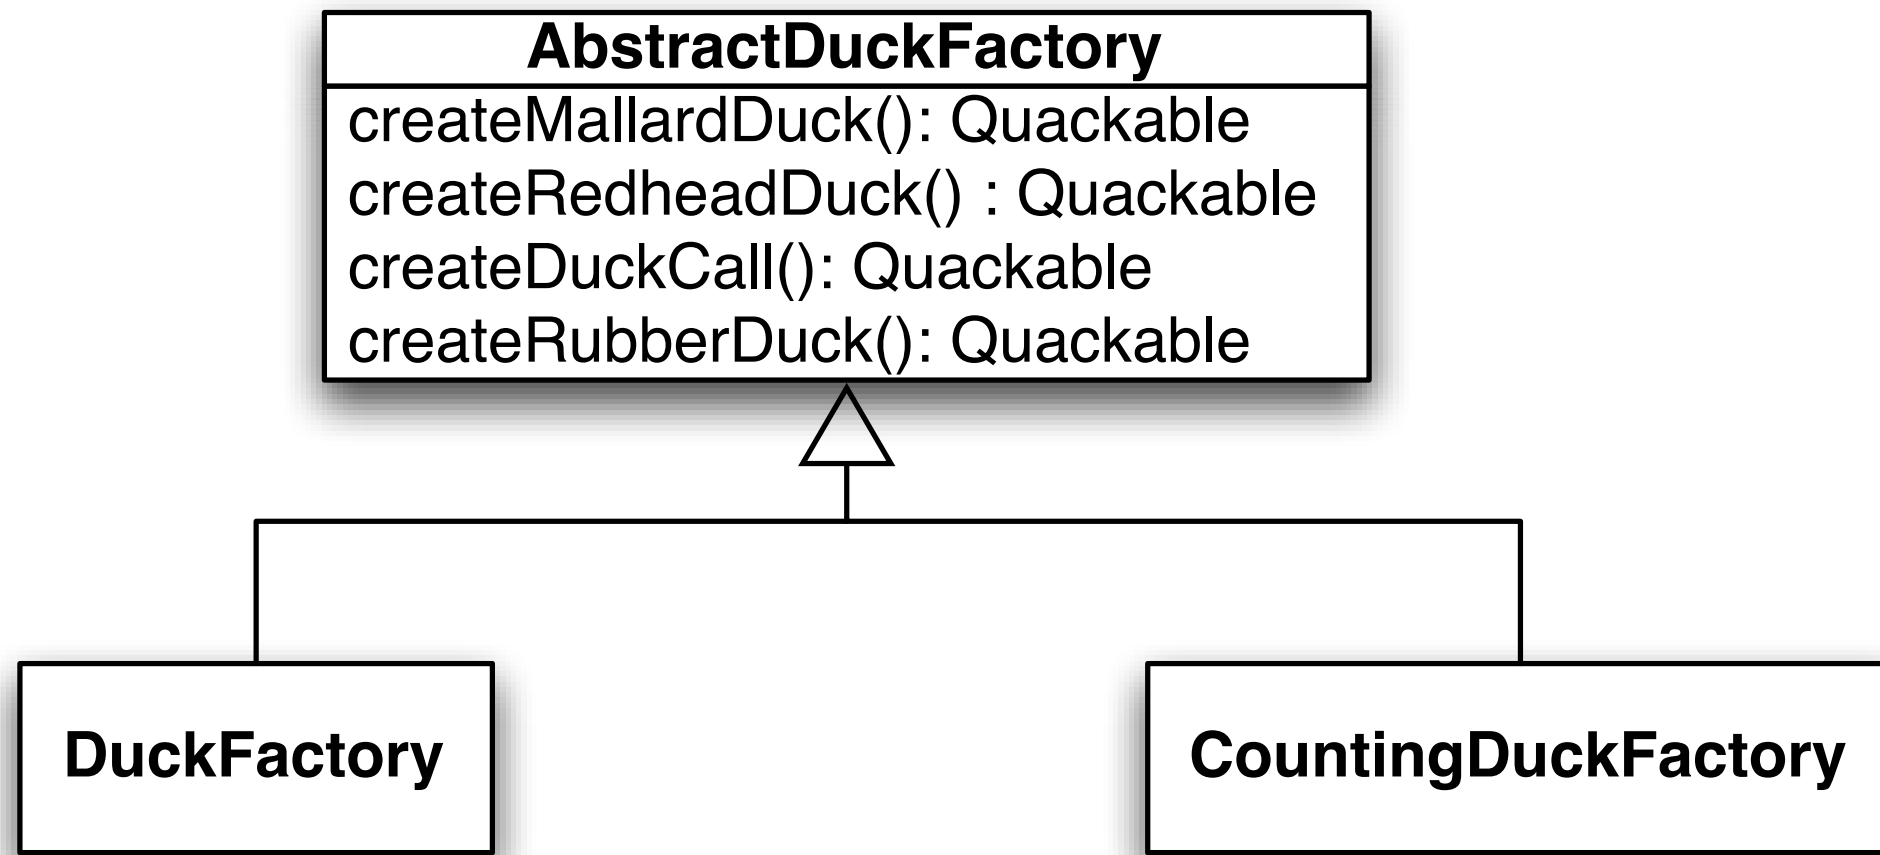 AbstractDuckFactory
createMallardDuck(): Quackable
createRedheadDuck() : Quackable
createDuckCall(): Quackable
createRubberDuck(): Quackable
DuckFactory
CountingDuckFactory